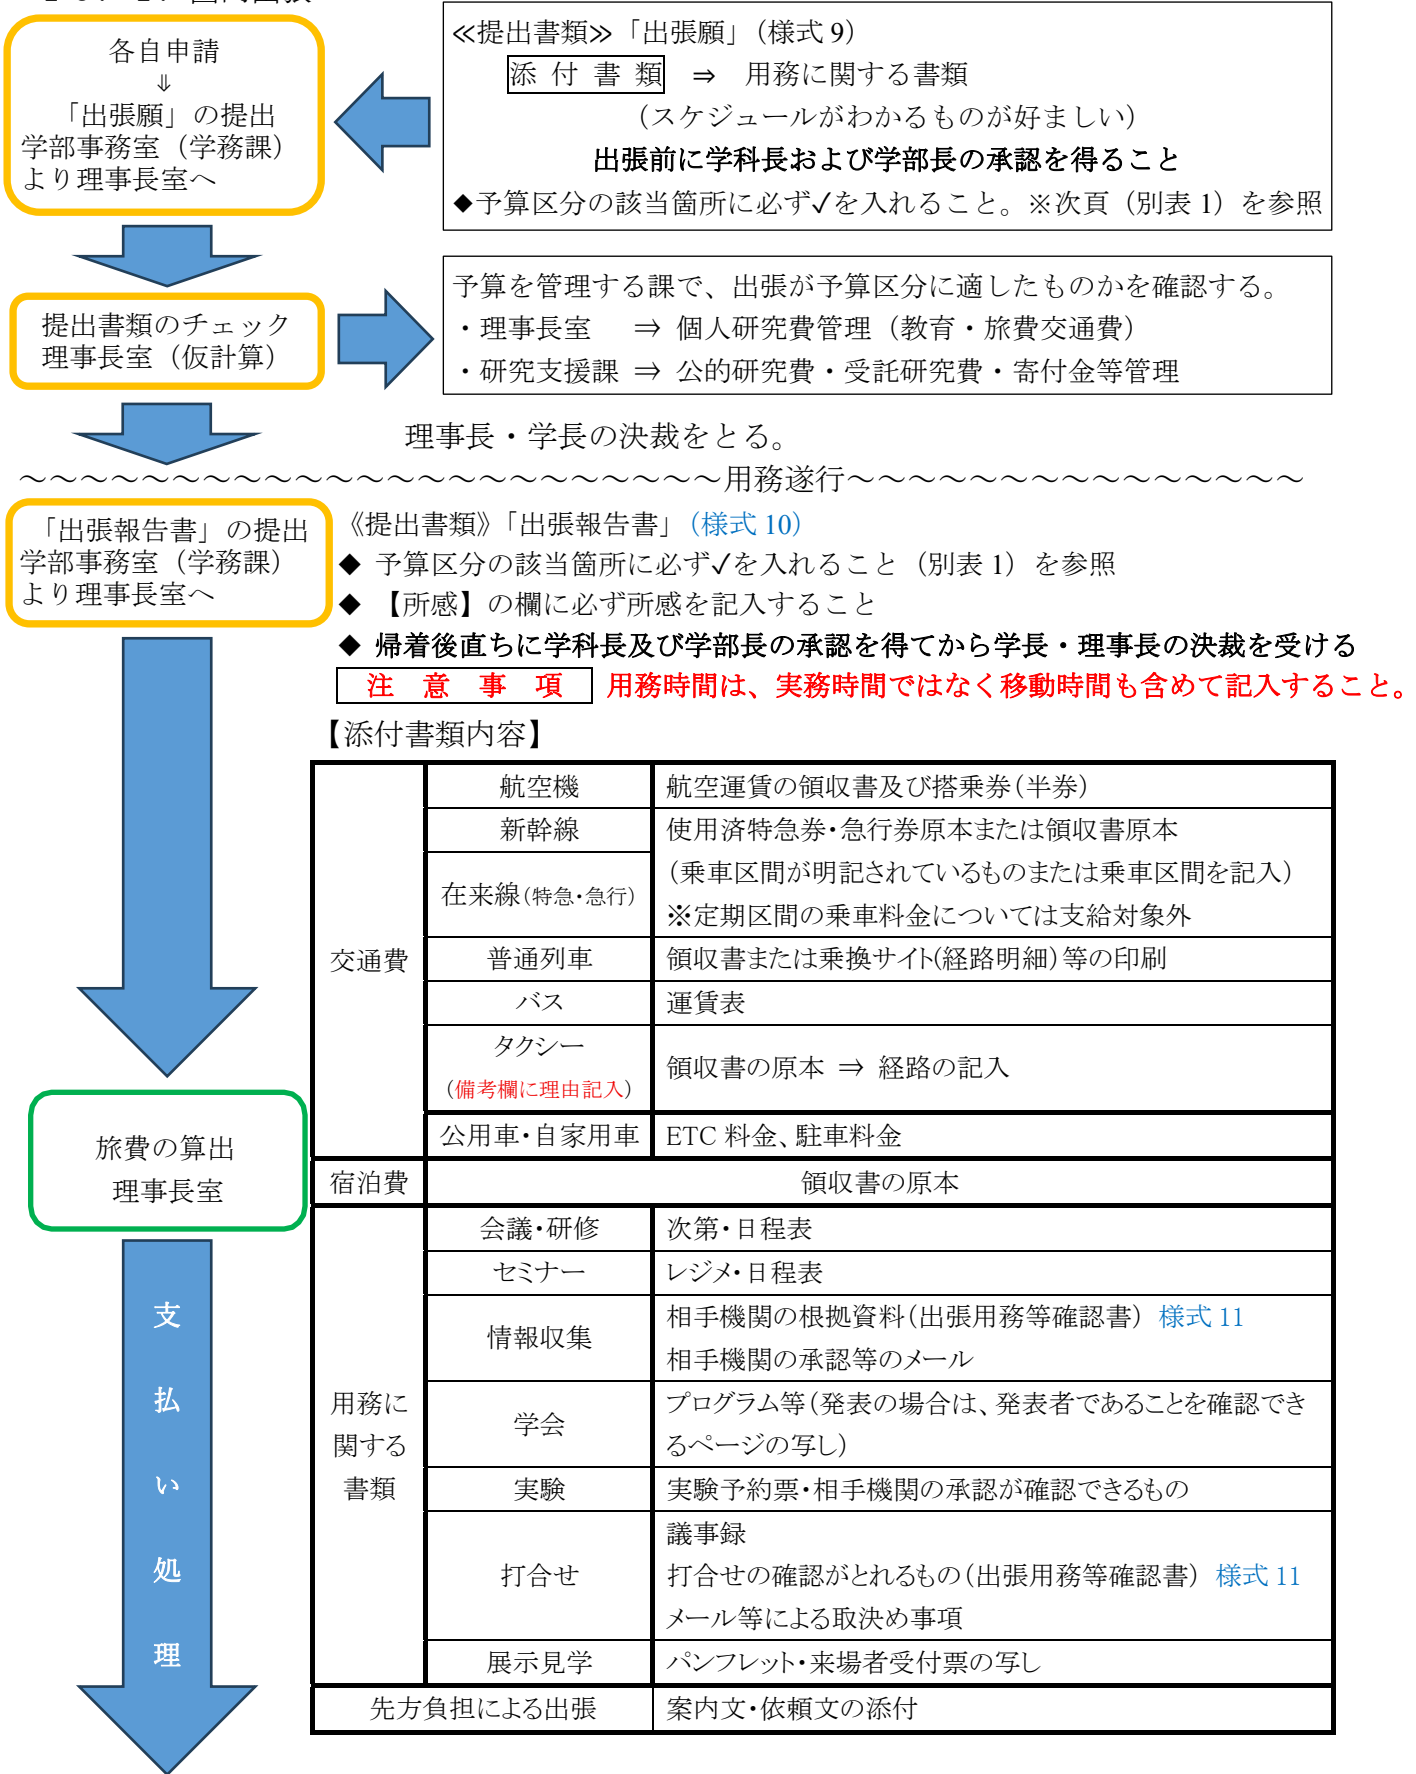 各自申請
⇓
「出張願」の提出
学部事務室（学務課）
より理事長室へ
≪提出書類≫「出張願」（様式 9）
添 付 書 類 ⇒ 用務に関する書類
（スケジュールがわかるものが好ましい）
出張前に学科長および学部長の承認を得ること
◆予算区分の該当箇所に必ず✓を入れること。※次頁（別表 1）を参照
提出書類のチェック
理事長室（仮計算）
予算を管理する課で、出張が予算区分に適したものかを確認する。
・理事長室 ⇒ 個人研究費管理（教育・旅費交通費）
・研究支援課 ⇒ 公的研究費・受託研究費・寄付金等管理
理事長・学長の決裁をとる。
～～～～～～～～～～～～～～～～～～～～～～～用務遂行～～～～～～～～～～～～～～～
「出張報告書」の提出
学部事務室（学務課）
より理事長室へ
《提出書類》「出張報告書」（様式 10）
◆ 予算区分の該当箇所に必ず✓を入れること（別表 1）を参照
◆ 【所感】の欄に必ず所感を記入すること
◆ 帰着後直ちに学科長及び学部長の承認を得てから学長・理事長の決裁を受ける
注 意 事 項 用務時間は、実務時間ではなく移動時間も含めて記入すること。
【添付書類内容】
交通費
航空機 航空運賃の領収書及び搭乗券（半券）
新幹線 使用済特急券・急行券原本または領収書原本
在来線（特急・急行） （乗車区間が明記されているものまたは乗車区間を記入）
※定期区間の乗車料金については支給対象外
普通列車 領収書または乗換サイト（経路明細）等の印刷
バス 運賃表
タクシー
（備考欄に理由記入） 領収書の原本 ⇒ 経路の記入
公用車・自家用車 ETC 料金、駐車料金
宿泊費 領収書の原本
旅費の算出
理事長室
用務に
関する
書類
会議・研修 次第・日程表
セミナー レジメ・日程表
情報収集 相手機関の根拠資料（出張用務等確認書） 様式 11
相手機関の承認等のメール
学会 プログラム等（発表の場合は、発表者であることを確認でき
るページの写し）
実験 実験予約票・相手機関の承認が確認できるもの
打合せ 議事録
打合せの確認がとれるもの（出張用務等確認書） 様式 11
メール等による取決め事項
展示見学 パンフレット・来場者受付票の写し
先方負担による出張 案内文・依頼文の添付
支
払
い
処
理